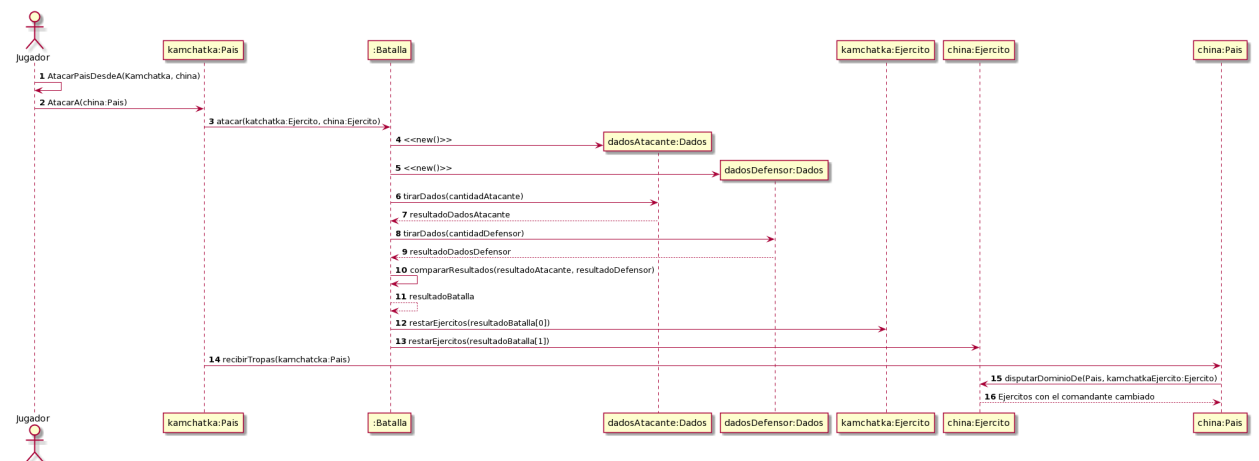 Jugador
kamchatka:Pais
:Batalla
kamchatka:Ejercito
china:Ejercito
china:Pais
1 AtacarPaisDesdeA(Kamchatka, china)
2 AtacarA(china:Pais)
3 atacar(katchatka:Ejercito, china:Ejercito)
4 <<new()>>
dadosAtacante:Dados
5 <<new()>>
dadosDefensor:Dados
6 tirarDados(cantidadAtacante)
7 resultadoDadosAtacante
8 tirarDados(cantidadDefensor)
9 resultadoDadosDefensor
10 compararResultados(resultadoAtacante, resultadoDefensor)
11 resultadoBatalla
12 restarEjercitos(resultadoBatalla[0])
13 restarEjercitos(resultadoBatalla[1])
14 recibirTropas(kamchatcka:Pais)
15 disputarDominioDe(Pais, kamchatkaEjercito:Ejercito)
16 Ejercitos con el comandante cambiado
Jugador
kamchatka:Pais
:Batalla
dadosAtacante:Dados
dadosDefensor:Dados
kamchatka:Ejercito
china:Ejercito
china:Pais